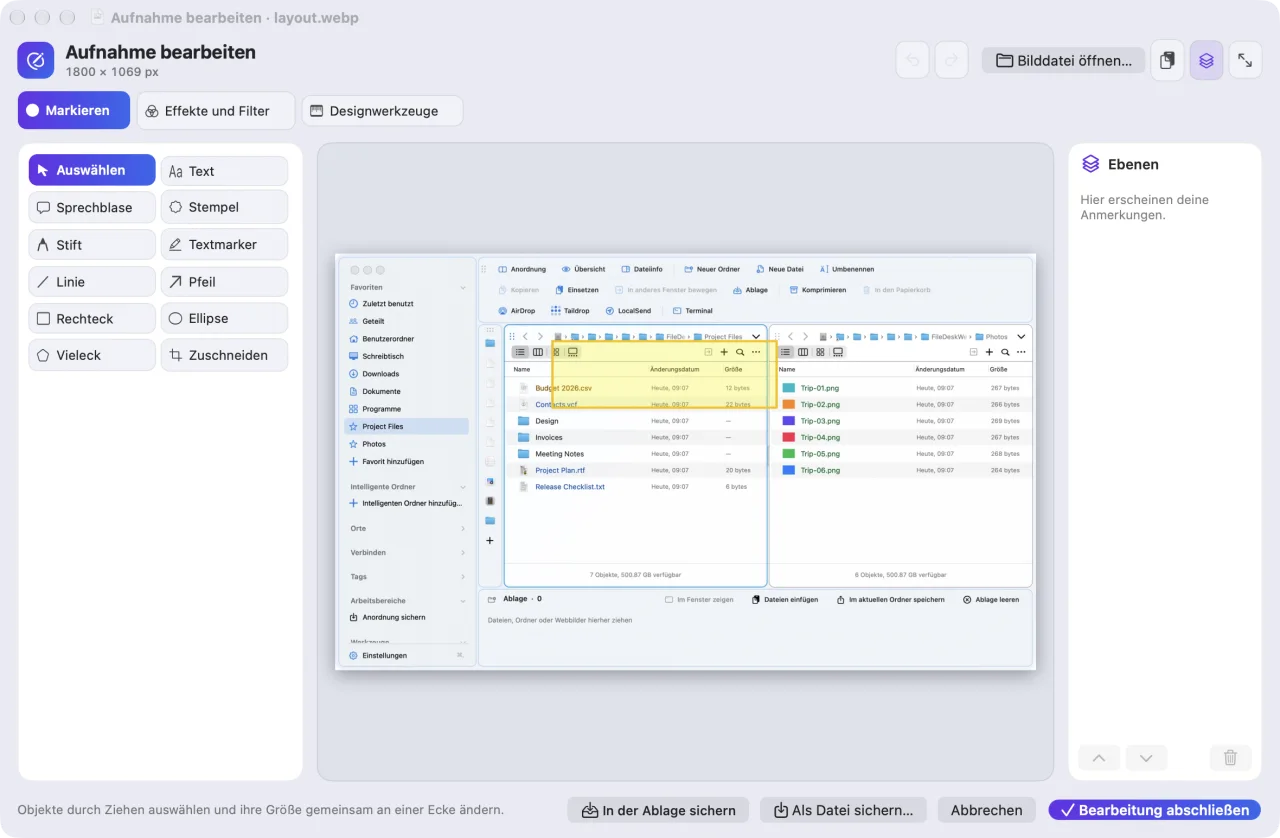 Aufnahme bearbeiten · layout.webp
Aufnahme bearbeiten
1800 × 1069 px
Bilddatei öffnen...
Markieren
Effekte und Filter
Designwerkzeuge
Auswählen
Text
Sprechblase
Stempel
Stift
Textmarker
Linie
Pfeil
Rechteck
Ellipse
Vieleck
Zuschneiden
Favoriten
Zuletzt benutzt
Geteilt
Benutzerordner
Schreibtisch
Downloads
Dokumente
Programme
Project Files
Photos
Favorit hinzufügen
Intelligente Ordner
Intelligenten Ordner hinzufüg...
Orte
Verbinden
Tags
Arbeitsbereiche
Anordnung sichern
Einstellungen
Anordnung Übersicht Dateiinfo Neuer Ordner Neue Datei Umbenennen
Kopieren Einsetzen In anderes Fenster bewegen Ablage Komprimieren In den Papierkorb
AirDrop Taildrop LocalSend Terminal
Project Files
Name Änderungsdatum Größe
Budget 2026.csv Heute, 09:07 12 bytes
Contacts.vcf Heute, 09:07 22 bytes
Design Heute, 09:07 --
Invoices Heute, 09:07 --
Meeting Notes Heute, 09:07 --
Project Plan.rtf Heute, 09:07 20 bytes
Release Checklist.txt Heute, 09:07 6 bytes
7 Objekte, 500,87 GB verfügbar
Photos
Name Änderungsdatum Größe
Trip-01.png Heute, 09:07 267 bytes
Trip-02.png Heute, 09:07 266 bytes
Trip-03.png Heute, 09:07 269 bytes
Trip-04.png Heute, 09:07 267 bytes
Trip-05.png Heute, 09:07 268 bytes
Trip-06.png Heute, 09:07 264 bytes
6 Objekte, 500,87 GB verfügbar
Ablage · 0
Im Fenster zeigen Dateien einfügen Im aktuellen Ordner speichern Ablage leeren
Dateien, Ordner oder Webbilder hierher ziehen
Ebenen
Hier erscheinen deine
Anmerkungen.
Objekte durch Ziehen auswählen und ihre Größe gemeinsam an einer Ecke ändern.
In der Ablage sichern
Als Datei sichern...
Abbrechen
Bearbeitung abschließen